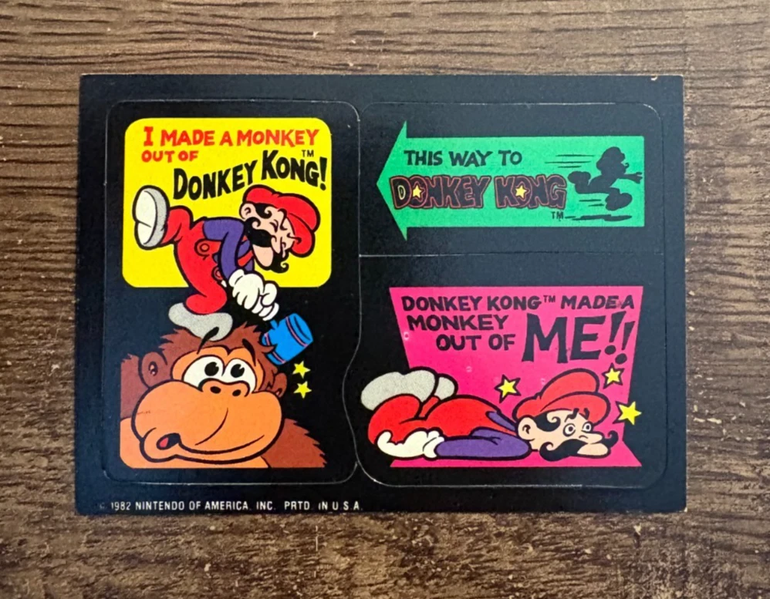 I MADE A MONKEY
OUT OF
DONKEY KONG!™
THIS WAY TO
DONKEY KONG
™
DONKEY KONG™ MADE A
MONKEY
OUT OF ME!!
© 1982 NINTENDO OF AMERICA INC. PRTD. IN U.S.A.